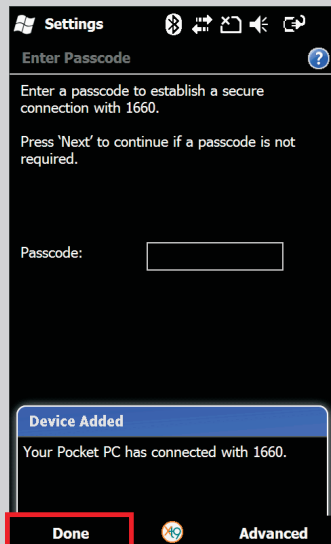 Settings
Enter Passcode
?
Enter a passcode to establish a secure
connection with 1660.
Press ‘Next’ to continue if a passcode is not
required.
Passcode:
Device Added
Your Pocket PC has connected with 1660.
Done
Advanced